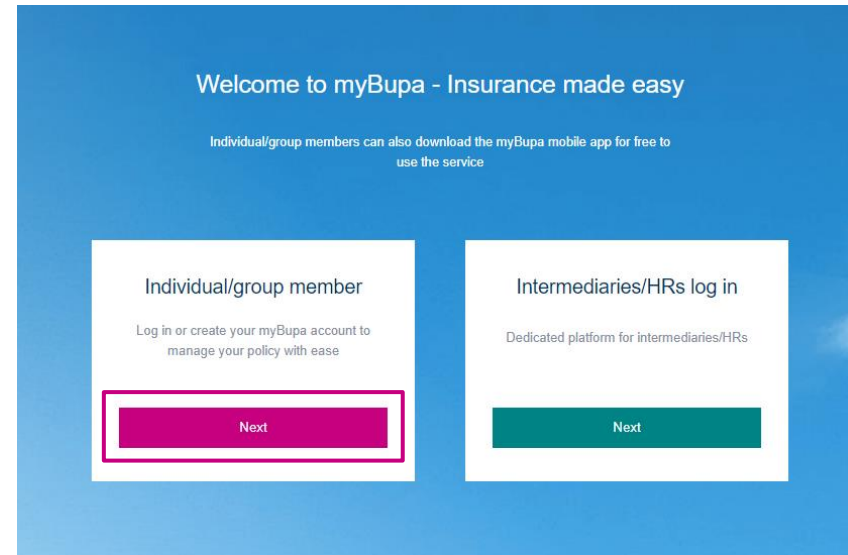 Welcome to myBupa - Insurance made easy
Individual/group members can also download the myBupa mobile app for free to
use the service
Individual/group member
Log in or create your myBupa account to
manage your policy with ease
Next
Intermediaries/HRs log in
Dedicated platform for intermediaries/HRs
Next